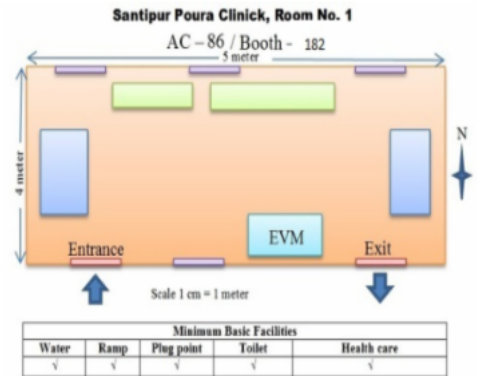 Santipur Poura Clinick, Room No. 1
AC – 86 / Booth - 182
5 meter
4 meter
N
EVM
Entrance
Exit
Scale 1 cm = 1 meter
Minimum Basic Facilities
Water Ramp Plug point Toilet Health care
√ √ √ √ √